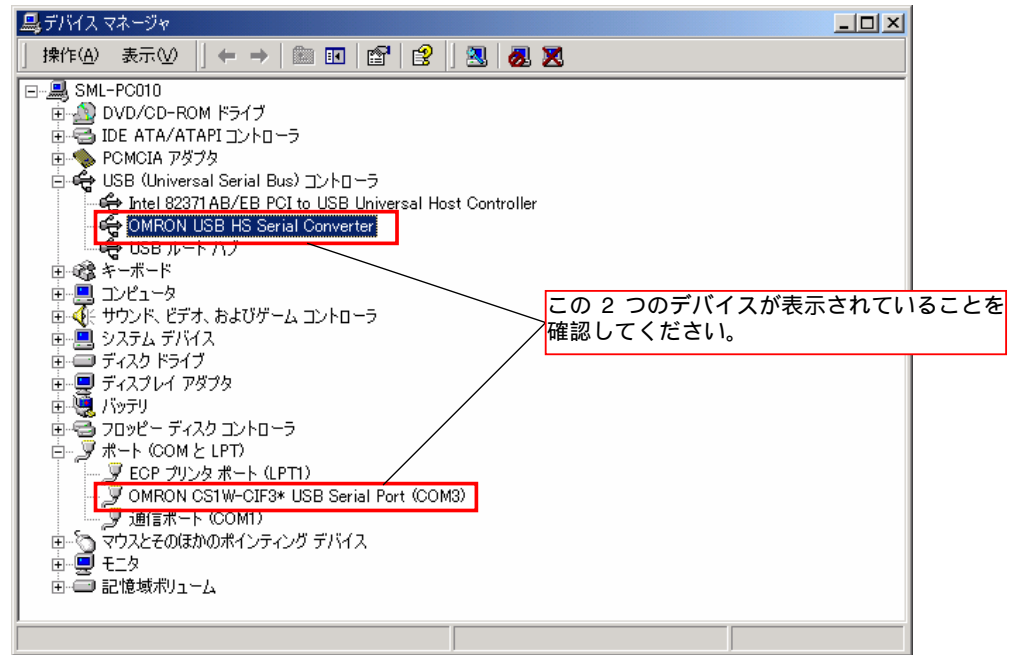 デバイス マネージャ
操作(A) 表示(V)
SML-PC010
DVD/CD-ROM ドライブ
IDE ATA/ATAPI コントローラ
PCMCIA アダプタ
USB (Universal Serial Bus) コントローラ
Intel 82371AB/EB PCI to USB Universal Host Controller
OMRON USB HS Serial Converter
USB ルート ハブ
キーボード
コンピュータ
サウンド、ビデオ、およびゲーム コントローラ
システム デバイス
ディスク ドライブ
ディスプレイ アダプタ
バッテリ
フロッピー ディスク コントローラ
ポート (COM と LPT)
ECP プリンタ ポート (LPT1)
OMRON CS1W-CIF3* USB Serial Port (COM3)
通信ポート (COM1)
マウスとそのほかのポインティング デバイス
モニタ
記憶域ボリューム
この 2 つのデバイスが表示されていることを
確認してください。